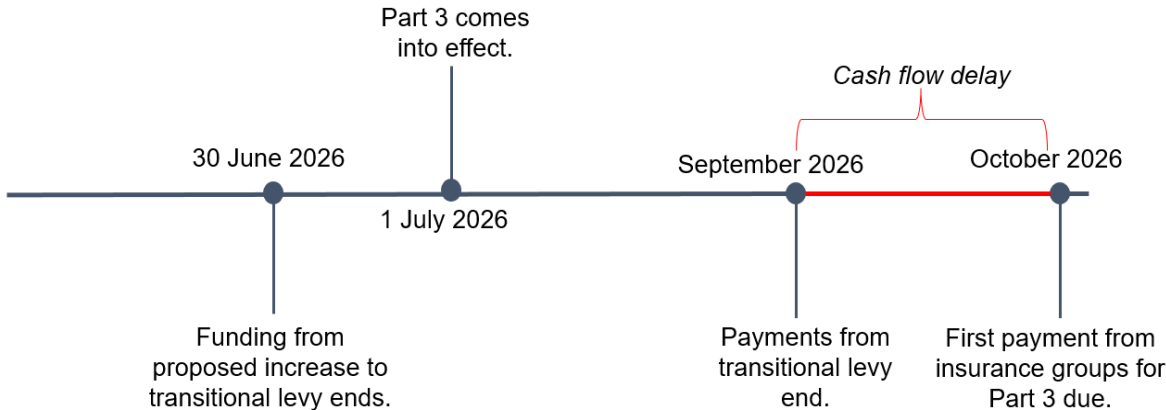 Part 3 comes
into effect.
Cash flow delay
30 June 2026
September 2026
October 2026
1 July 2026
Funding from
proposed increase to
transitional levy ends.
Payments from
transitional levy
end.
First payment from
insurance groups for
Part 3 due.